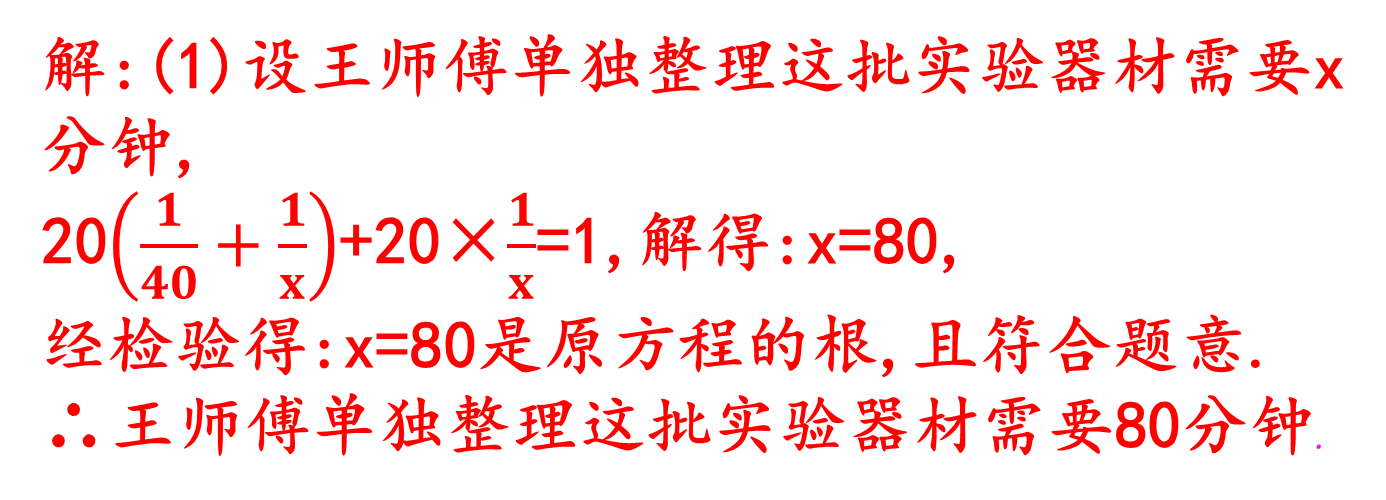 解:(1)设王师傅单独整理这批实验器材需要x
分钟,
20(1/40+1/x)+20×1/x=1,解得:x=80,
经检验得:x=80是原方程的根,且符合题意.
∴王师傅单独整理这批实验器材需要80分钟.